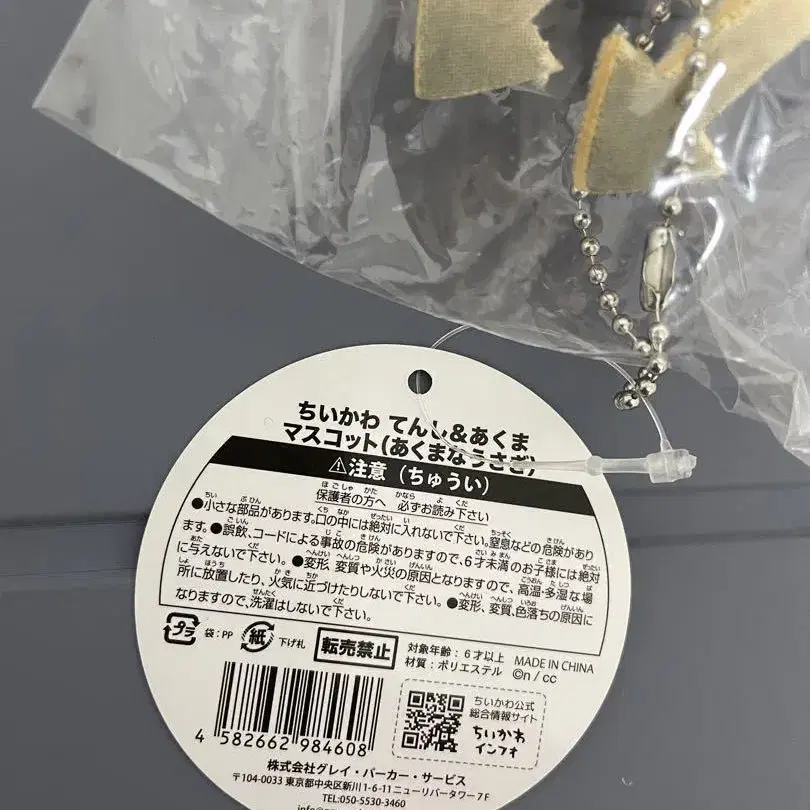 ちいかわ てんし&あくま
マスコット(あくまなうさぎ)
⚠注意(ちゅうい)
保護者の方へ 必ずお読み下さい
●小さな部品があります。口の中には絶対に入れないで下さい。窒息などの危険があり
ます。●誤飲、コードによる事故の危険がありますので、6才未満のお子様には絶対
に与えないで下さい。●変形、変質や火災の原因となりますので、高温・多湿な場
所に放置したり、火気に近づけたりしないで下さい。●変形、変質、色落ちの原因に
なりますので、洗濯はしないで下さい。
プラ 袋:PP 紙 下げ札 転売禁止
対象年齢:6才以上 MADE IN CHINA
材質:ポリエステル ©n / cc
4 582662 984608
ちいかわ公式
総合情報サイト
ちいかわ
インフォ
株式会社グレイ・パーカー・サービス
〒104-0033 東京都中央区新川1-6-11ニューリバータワー7F
TEL:050-5530-3460